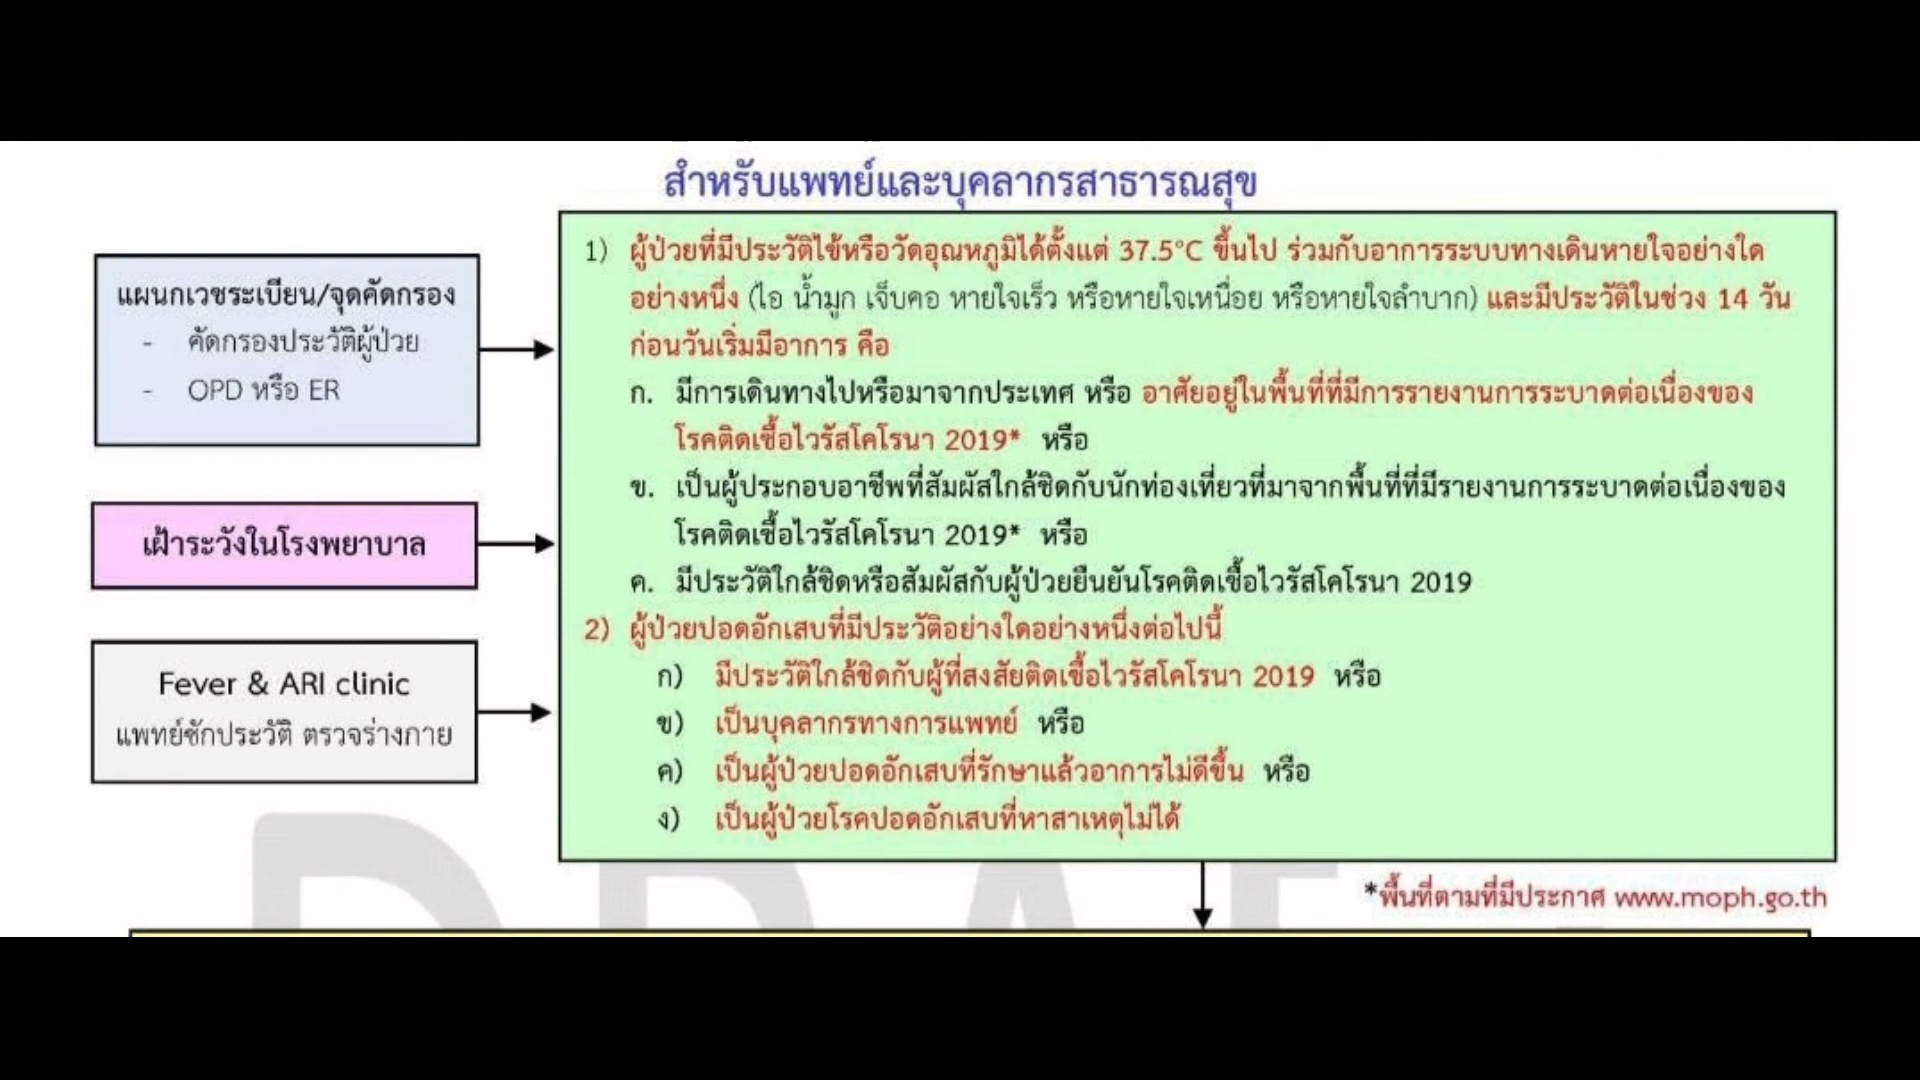 สำหรับแพทย์และบุคลากรสาธารณสุข
แผนกเวชระเบียน/จุดคัดกรอง
- คัดกรองประวัติผู้ป่วย
- OPD หรือ ER
เฝ้าระวังในโรงพยาบาล
Fever & ARI clinic
แพทย์ซักประวัติ ตรวจร่างกาย
1) ผู้ป่วยที่มีประวัติไข้หรือวัดอุณหภูมิได้ตั้งแต่ 37.5°C ขึ้นไป ร่วมกับอาการระบบทางเดินหายใจอย่างใด
อย่างหนึ่ง (ไอ น้ำมูก เจ็บคอ หายใจเร็ว หรือหายใจเหนื่อย หรือหายใจลำบาก) และมีประวัติในช่วง 14 วัน
ก่อนวันเริ่มมีอาการ คือ
ก. มีการเดินทางไปหรือมาจากประเทศ หรือ อาศัยอยู่ในพื้นที่ที่มีการรายงานการระบาดต่อเนื่องของ
โรคติดเชื้อไวรัสโคโรนา 2019* หรือ
ข. เป็นผู้ประกอบอาชีพที่สัมผัสใกล้ชิดกับนักท่องเที่ยวที่มาจากพื้นที่ที่มีรายงานการระบาดต่อเนื่องของ
โรคติดเชื้อไวรัสโคโรนา 2019* หรือ
ค. มีประวัติใกล้ชิดหรือสัมผัสกับผู้ป่วยยืนยันโรคติดเชื้อไวรัสโคโรนา 2019
2) ผู้ป่วยปอดอักเสบที่มีประวัติอย่างใดอย่างหนึ่งต่อไปนี้
ก) มีประวัติใกล้ชิดกับผู้ที่สงสัยติดเชื้อไวรัสโคโรนา 2019 หรือ
ข) เป็นบุคลากรทางการแพทย์ หรือ
ค) เป็นผู้ป่วยปอดอักเสบที่รักษาแล้วอาการไม่ดีขึ้น หรือ
ง) เป็นผู้ป่วยโรคปอดอักเสบที่หาสาเหตุไม่ได้
*พื้นที่ตามที่มีประกาศ www.moph.go.th